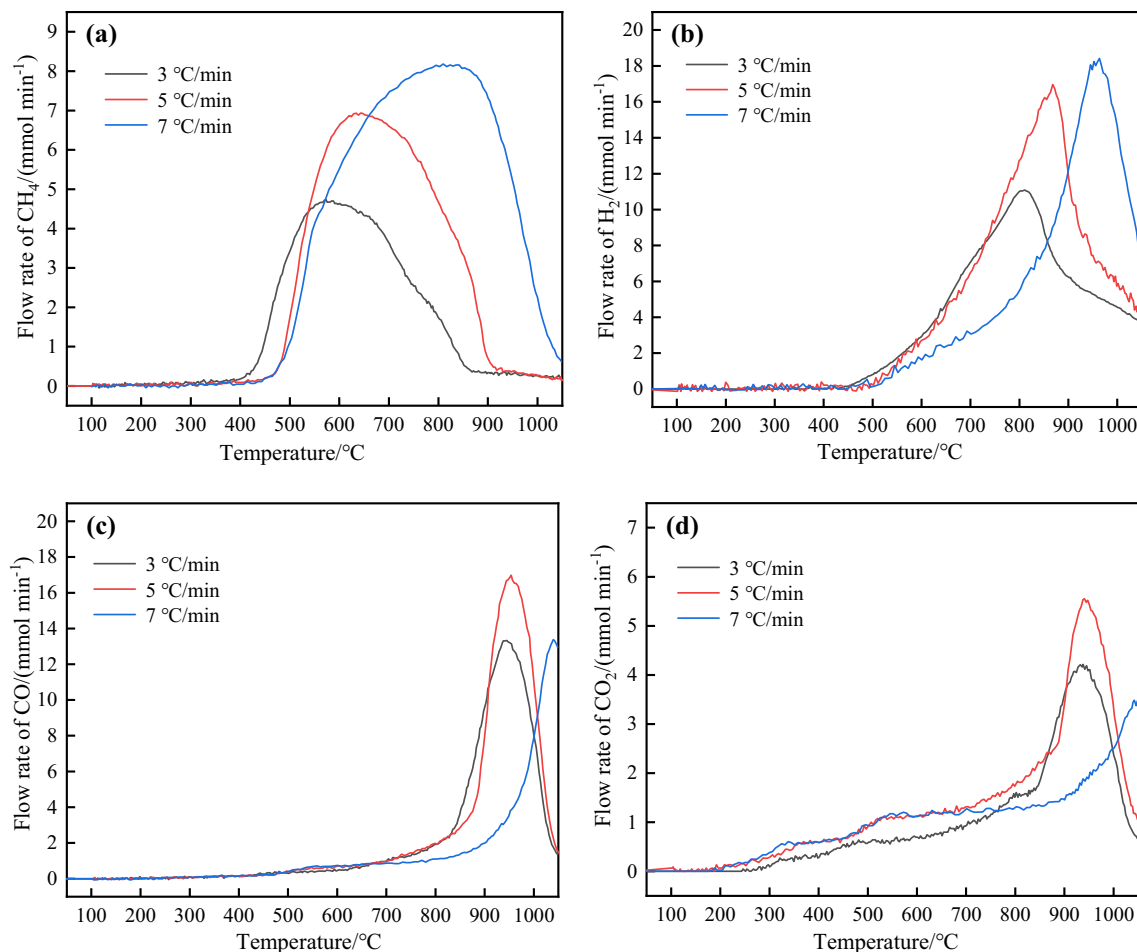 (a)
3 ℃/min
5 ℃/min
7 ℃/min
Flow rate of CH₄/(mmol min⁻¹)
9
8
7
6
5
4
3
2
1
0
100 200 300 400 500 600 700 800 900 1000
Temperature/℃
(b)
3 ℃/min
5 ℃/min
7 ℃/min
Flow rate of H₂/(mmol min⁻¹)
20
18
16
14
12
10
8
6
4
2
0
100 200 300 400 500 600 700 800 900 1000
Temperature/℃
(c)
3 ℃/min
5 ℃/min
7 ℃/min
Flow rate of CO/(mmol min⁻¹)
20
18
16
14
12
10
8
6
4
2
0
100 200 300 400 500 600 700 800 900 1000
Temperature/℃
(d)
3 ℃/min
5 ℃/min
7 ℃/min
Flow rate of CO₂/(mmol min⁻¹)
7
6
5
4
3
2
1
0
100 200 300 400 500 600 700 800 900 1000
Temperature/℃